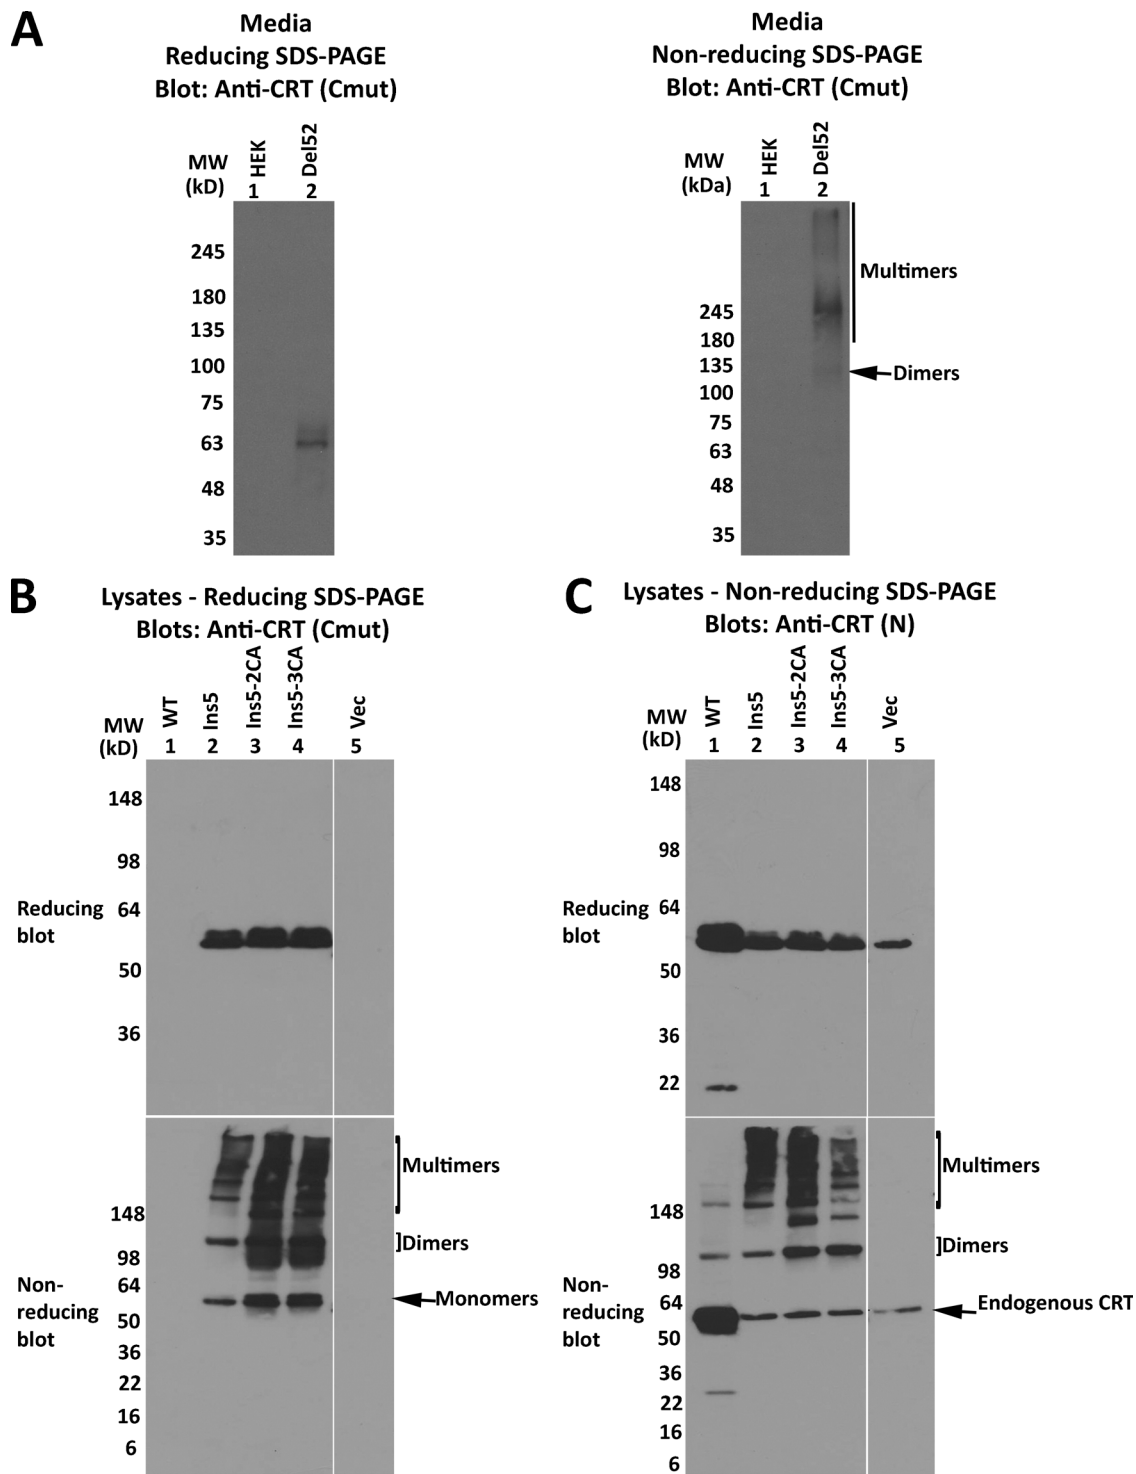 A
Media
Reducing SDS-PAGE
Blot: Anti-CRT (Cmut)
MW
(kD)
HEK
Del52
1
2
245
180
135
100
75
63
48
35
Media
Non-reducing SDS-PAGE
Blot: Anti-CRT (Cmut)
MW
(kDa)
HEK
Del52
1
2
245
180
135
100
75
63
48
35
Multimers
Dimers
B
Lysates - Reducing SDS-PAGE
Blots: Anti-CRT (Cmut)
MW
(kD)
WT
Ins5
Ins5-2CA
Ins5-3CA
Vec
1
2
3
4
5
148
98
64
50
36
Reducing
blot
148
98
64
50
36
22
16
6
Non-
reducing
blot
Multimers
Dimers
Monomers
C
Lysates - Non-reducing SDS-PAGE
Blots: Anti-CRT (N)
MW
(kD)
WT
Ins5
Ins5-2CA
Ins5-3CA
Vec
1
2
3
4
5
148
98
64
50
36
22
Reducing
blot
148
98
64
50
36
22
16
6
Non-
reducing
blot
Multimers
Dimers
Endogenous CRT